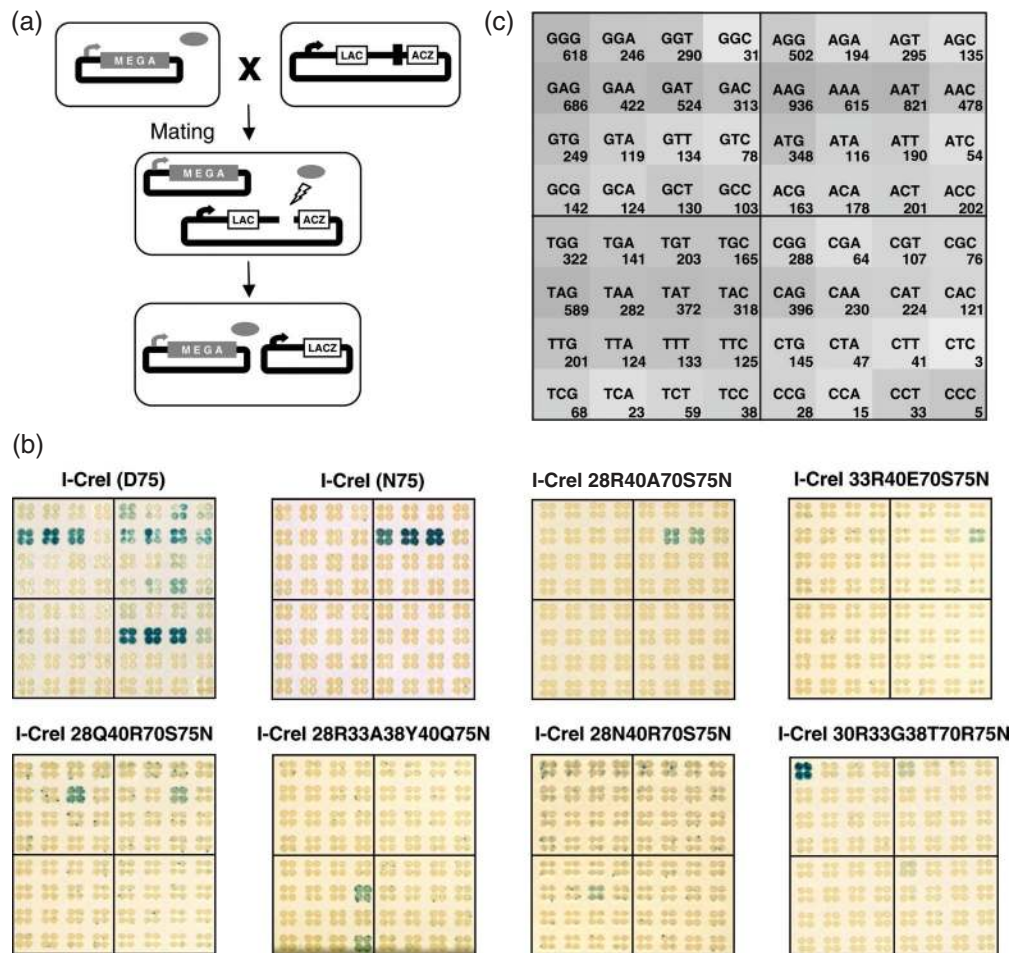 (a)
MEGA
X
LAC
ACZ
Mating
MEGA
LAC
ACZ
MEGA
LACZ
(c)
GGG GGA GGT GGC AGG AGA AGT AGC
618 246 290 31 502 194 295 135
GAG GAA GAT GAC AAG AAA AAT AAC
686 422 524 313 936 615 821 478
GTG GTA GTT GTC ATG ATA ATT ATC
249 119 134 78 348 116 190 54
GCG GCA GCT GCC ACG ACA ACT ACC
142 124 130 103 163 178 201 202
TGG TGA TGT TGC CGG CGA CGT CGC
322 141 203 165 288 64 107 76
TAG TAA TAT TAC CAG CAA CAT CAC
589 282 372 318 396 230 224 121
TTG TTA TTT TTC CTG CTA CTT CTC
201 124 133 125 145 47 41 3
TCG TCA TCT TCC CCG CCA CCT CCC
68 23 59 38 28 15 33 5
(b)
I-CreI (D75)
I-CreI (N75)
I-CreI 28R40A70S75N
I-CreI 33R40E70S75N
I-CreI 28Q40R70S75N
I-CreI 28R33A38Y40Q75N
I-CreI 28N40R70S75N
I-CreI 30R33G38T70R75N